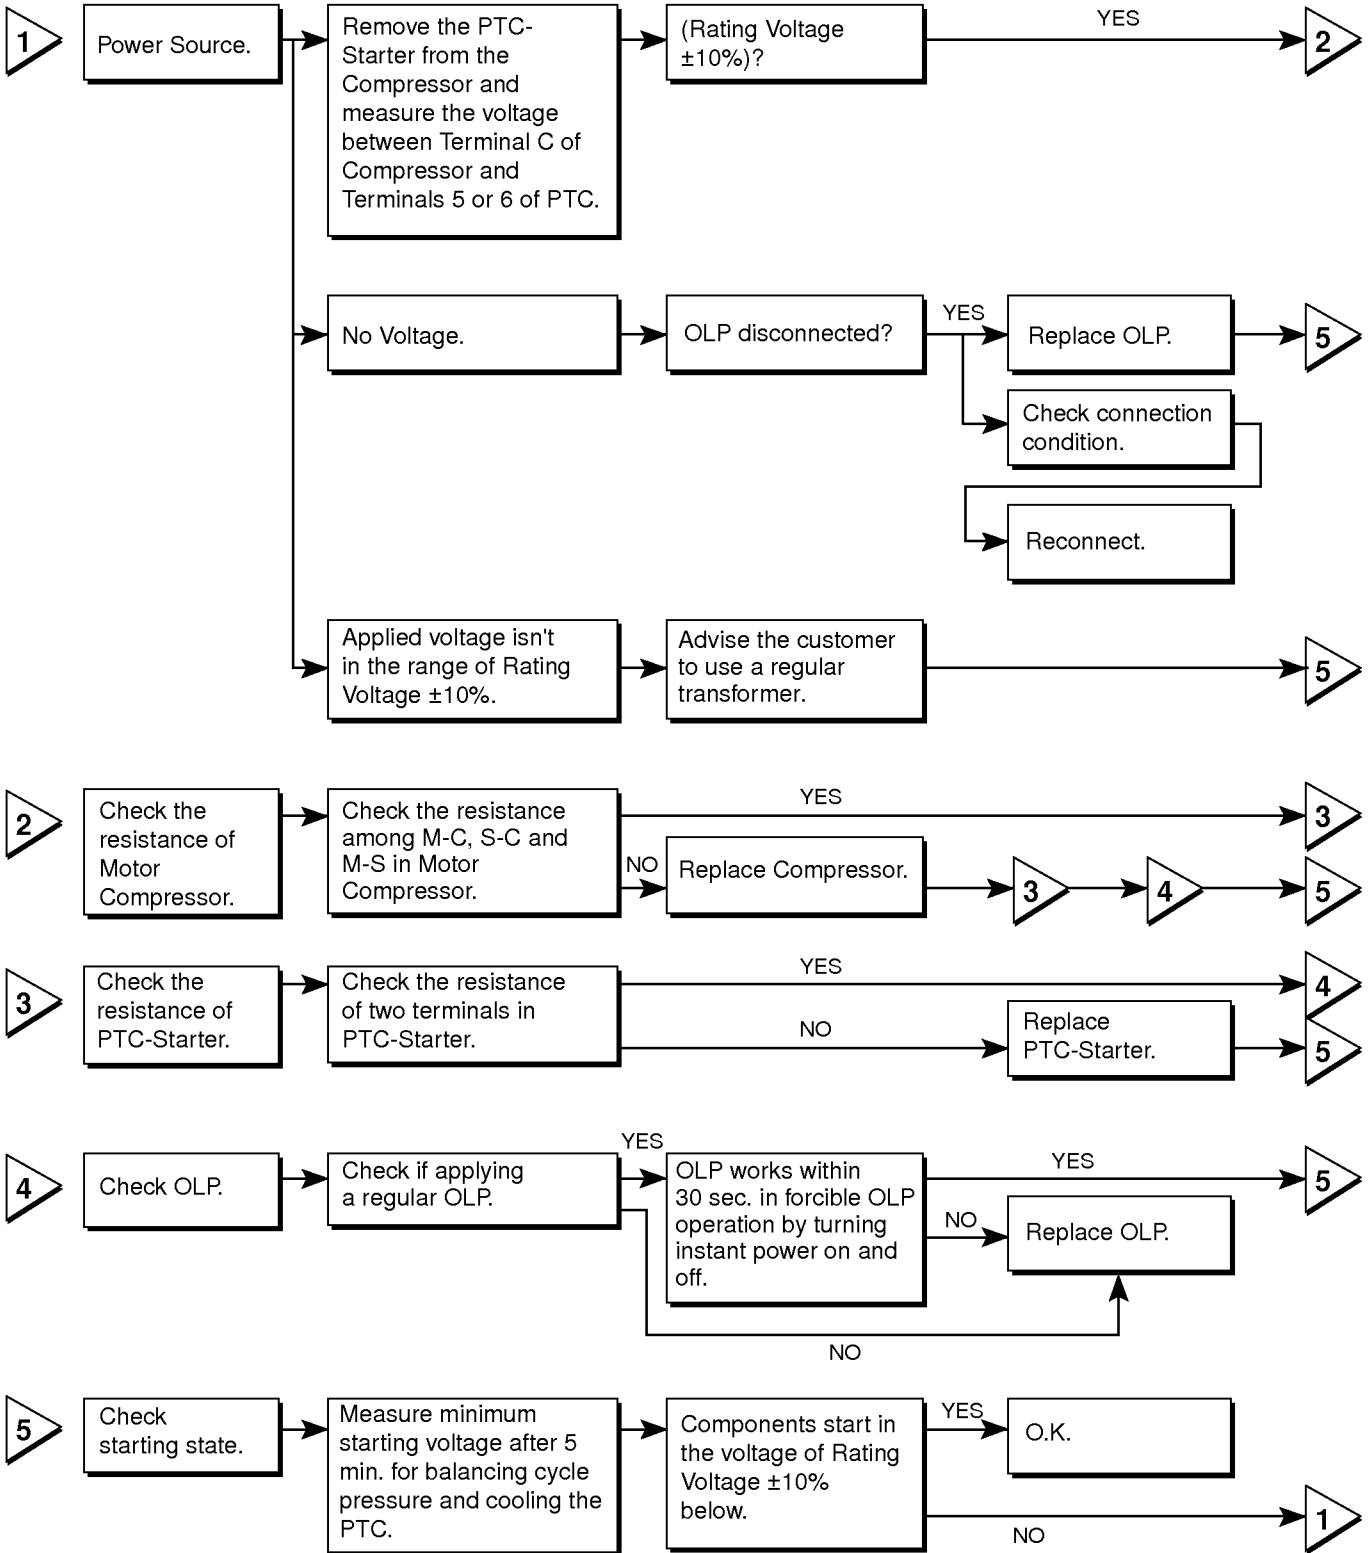 1
Power Source.
Remove the PTC-
Starter from the
Compressor and
measure the voltage
between Terminal C of
Compressor and
Terminals 5 or 6 of PTC.
(Rating Voltage
±10%)?
YES
2
No Voltage.
OLP disconnected?
YES
Replace OLP.
5
Check connection
condition.
Reconnect.
Applied voltage isn't
in the range of Rating
Voltage ±10%.
Advise the customer
to use a regular
transformer.
5
2
Check the
resistance of
Motor
Compressor.
Check the resistance
among M-C, S-C and
M-S in Motor
Compressor.
YES
3
NO
Replace Compressor.
3
4
5
3
Check the
resistance of
PTC-Starter.
Check the resistance
of two terminals in
PTC-Starter.
YES
4
NO
Replace
PTC-Starter.
5
4
Check OLP.
Check if applying
a regular OLP.
YES
OLP works within
30 sec. in forcible OLP
operation by turning
instant power on and
off.
YES
5
NO
Replace OLP.
NO
5
Check
starting state.
Measure minimum
starting voltage after 5
min. for balancing cycle
pressure and cooling the
PTC.
Components start in
the voltage of Rating
Voltage ±10%
below.
YES
O.K.
NO
1